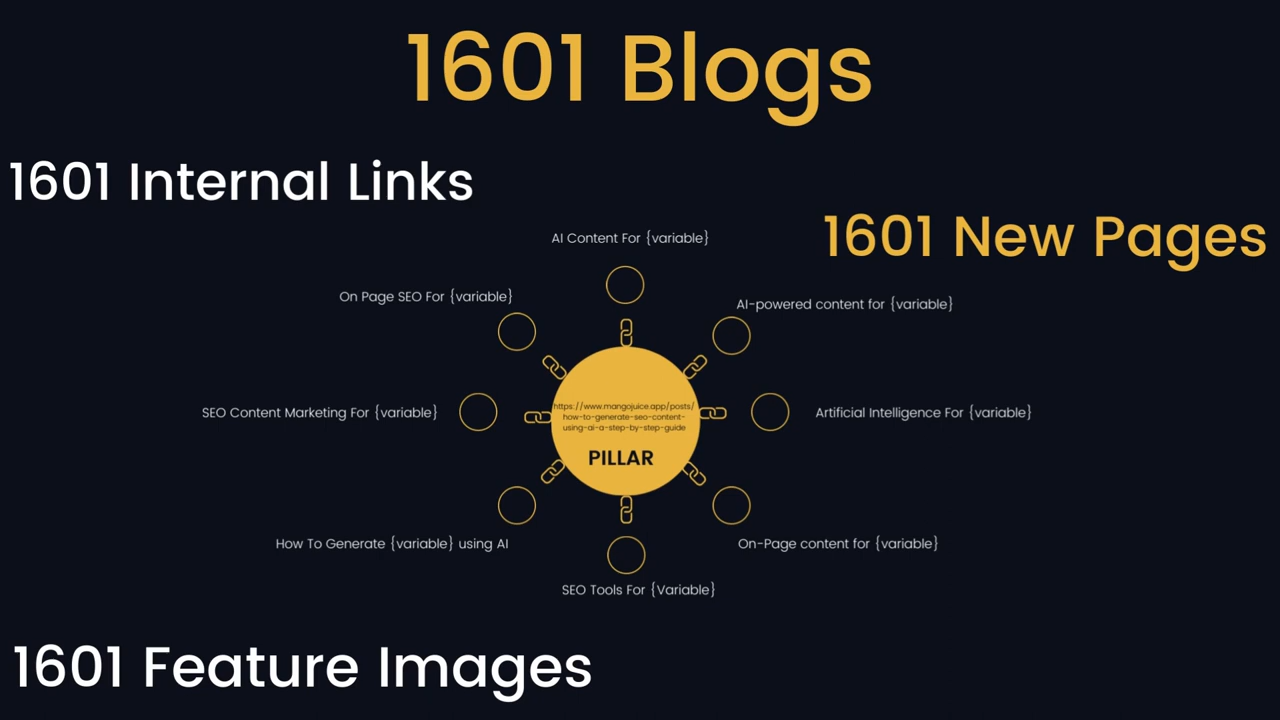 1601 Blogs
1601 Internal Links
1601 New Pages
AI Content For {variable}
On Page SEO For {variable}
AI-powered content for {variable}
SEO Content Marketing For {variable}
https://www.mangojuice.app/posts/
how-to-generate-seo-content-
using-ai-a-step-by-step-guide
PILLAR
Artificial Intelligence For {variable}
How To Generate {variable} using AI
On-Page content for {variable}
SEO Tools For {Variable}
1601 Feature Images